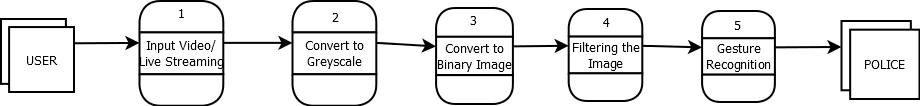 USER
1
Input Video/
Live Streaming
2
Convert to
Greyscale
3
Convert to
Binary Image
4
Filtering the
Image
5
Gesture
Recognition
POLICE